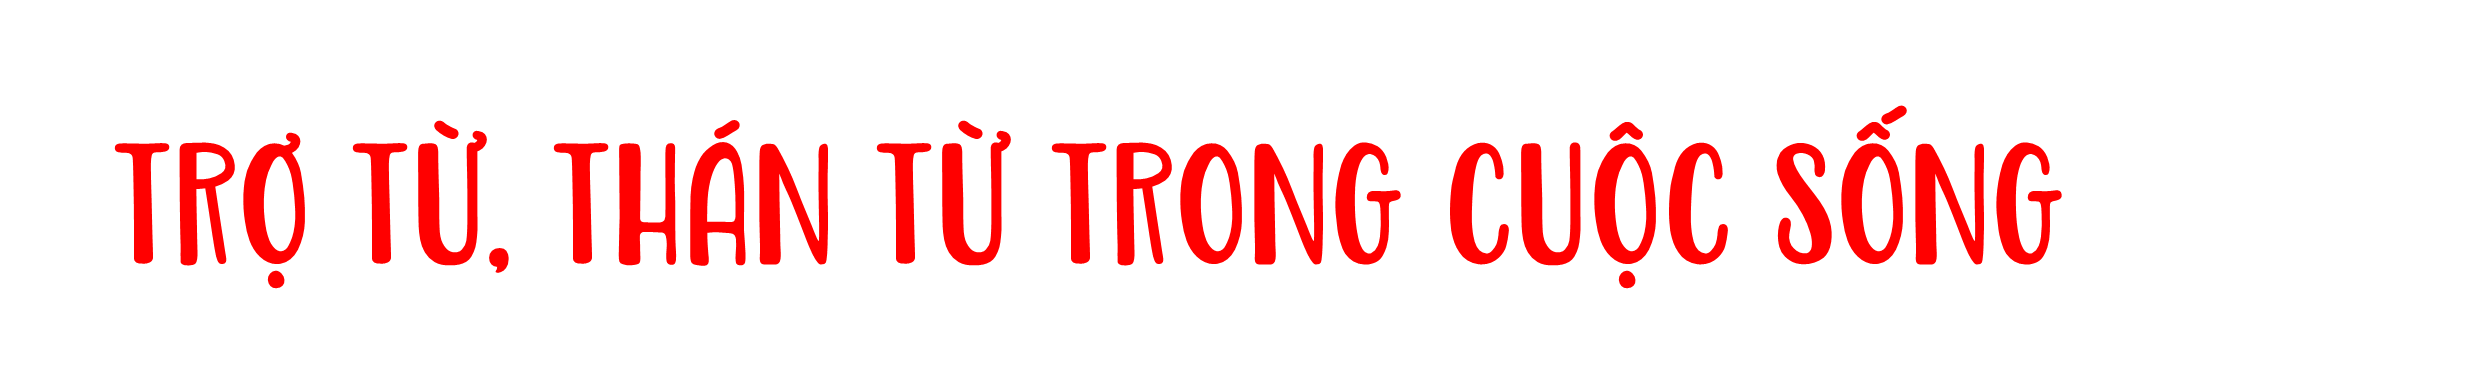 TRỢ TỪ, THÁN TỪ TRONG CUỘC SỐNG